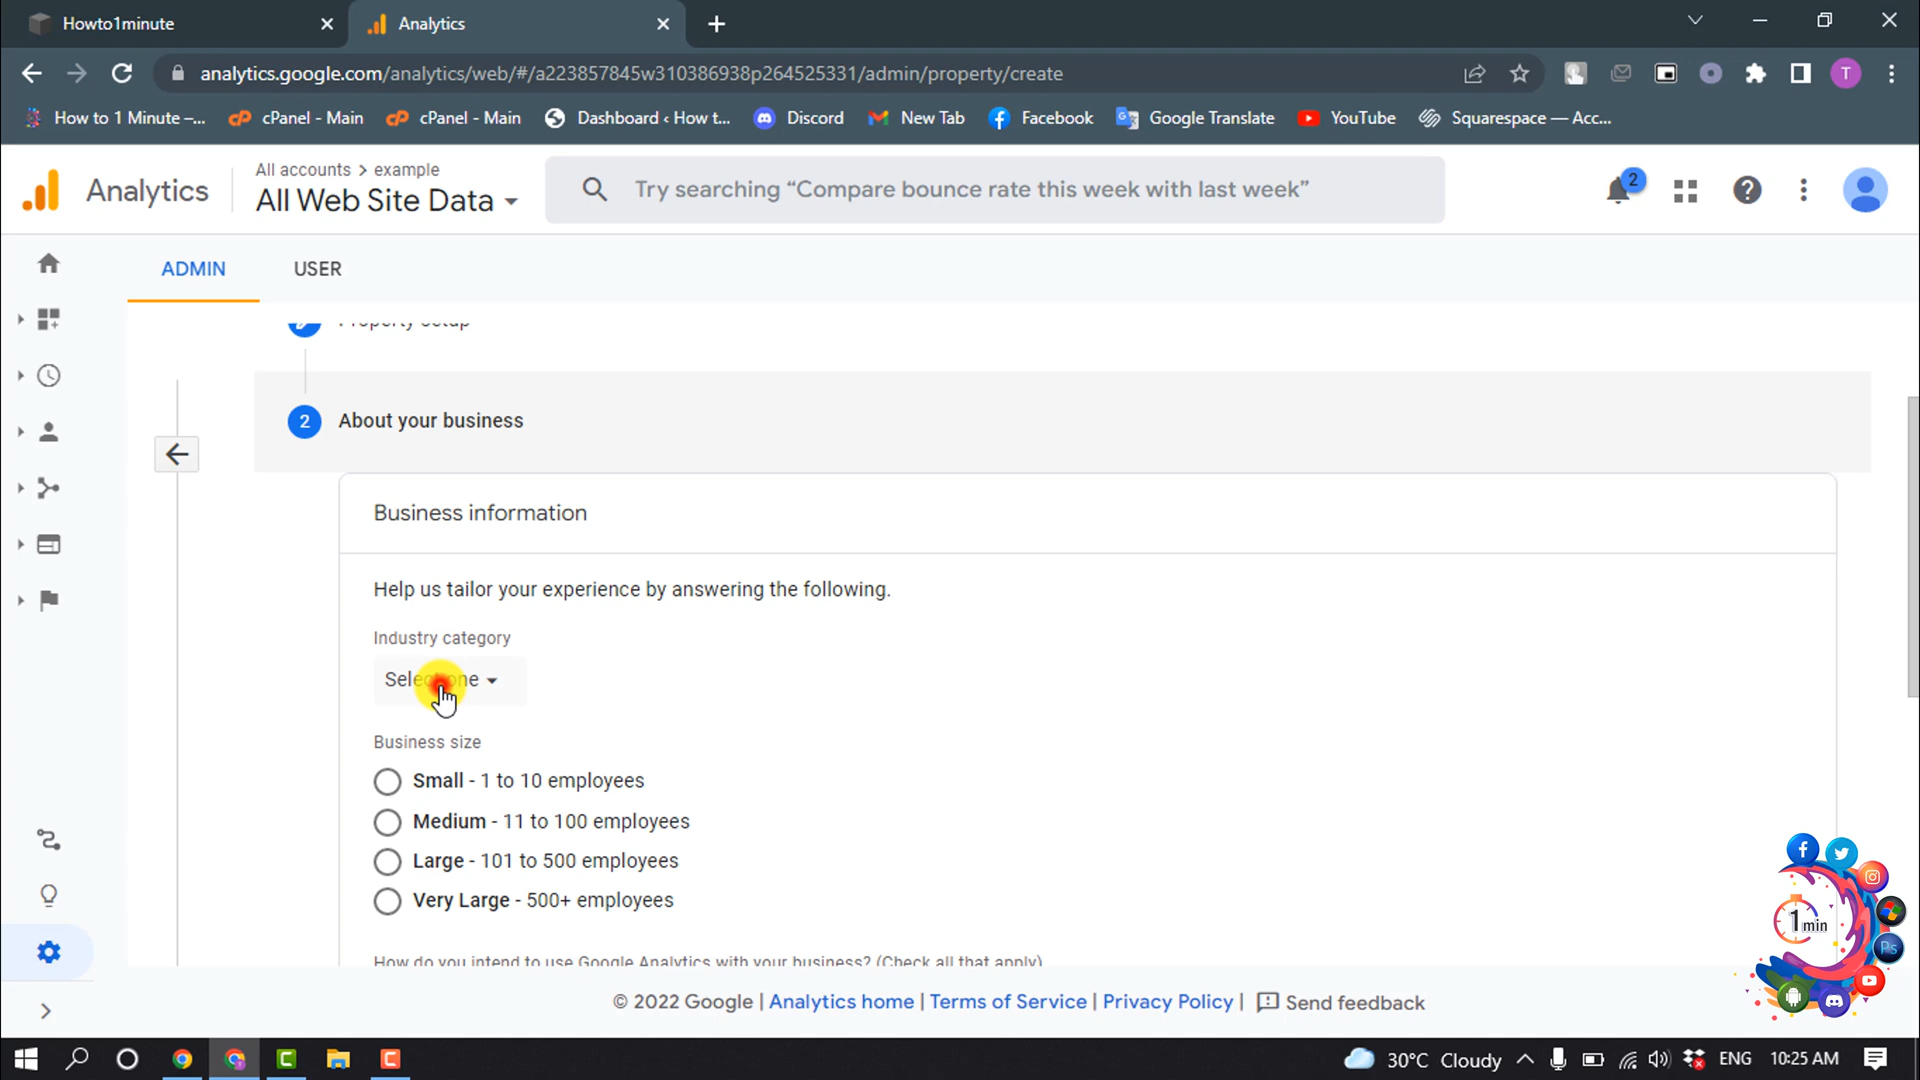 Howto1minute
Analytics
analytics.google.com/analytics/web/#/a223857845w310386938p264525331/admin/property/create
T
How to 1 Minute –...
cPanel - Main
cPanel - Main
Dashboard ‹ How t...
Discord
New Tab
Facebook
Google Translate
YouTube
Squarespace — Acc...
Analytics
All accounts > example
All Web Site Data
Try searching “Compare bounce rate this week with last week”
2
ADMIN
USER
Property Setup
2
About your business
Business information
Help us tailor your experience by answering the following.
Industry category
Select one
Business size
Small - 1 to 10 employees
Medium - 11 to 100 employees
Large - 101 to 500 employees
Very Large - 500+ employees
How do you intend to use Google Analytics with your business? (Check all that apply)
1min
Ps
© 2022 Google | Analytics home | Terms of Service | Privacy Policy | Send feedback
30°C Cloudy
ENG
10:25 AM